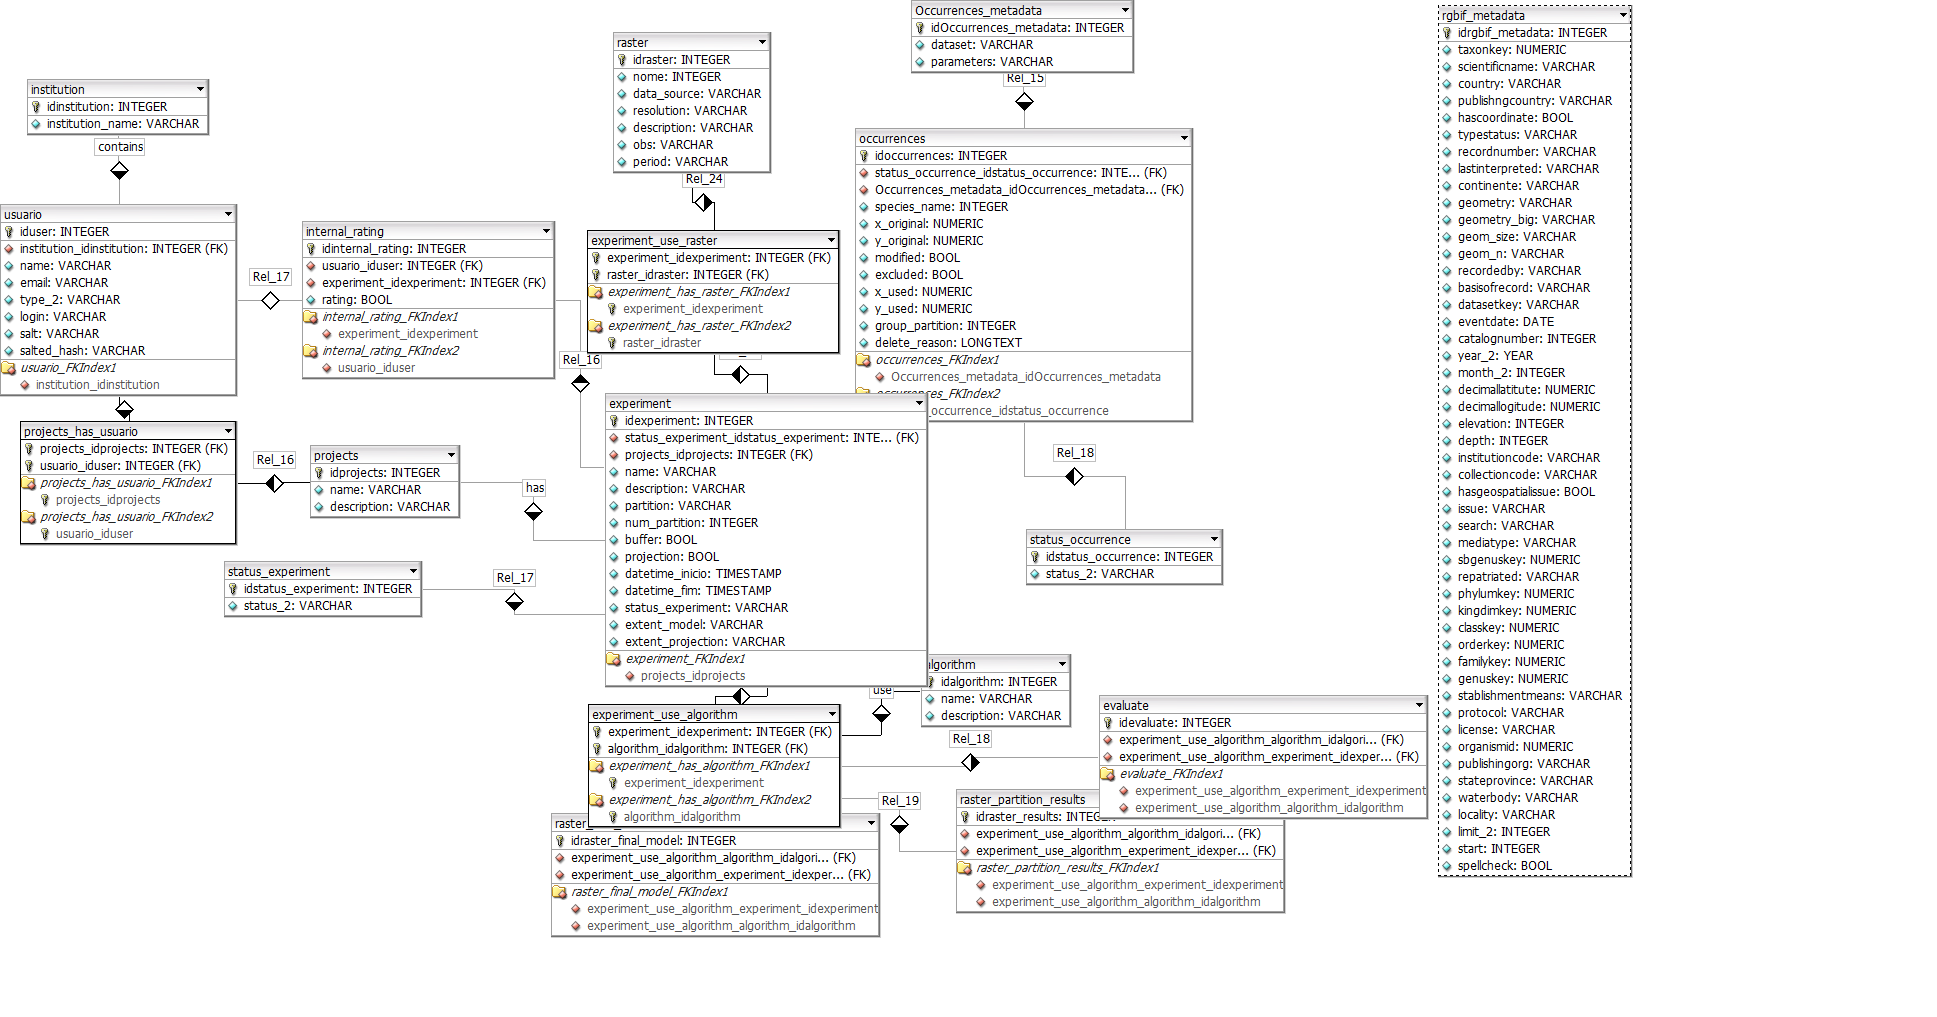 institution
idinstitution: INTEGER
institution_name: VARCHAR
contains
usuario
iduser: INTEGER
institution_idinstitution: INTEGER (FK)
name: VARCHAR
email: VARCHAR
type_2: VARCHAR
login: VARCHAR
salt: VARCHAR
salted_hash: VARCHAR
usuario_FKIndex1
institution_idinstitution
Rel_17
internal_rating
idinternal_rating: INTEGER
usuario_iduser: INTEGER (FK)
experiment_idexperiment: INTEGER (FK)
rating: BOOL
internal_rating_FKIndex1
experiment_idexperiment
internal_rating_FKIndex2
usuario_iduser
projects_has_usuario
projects_idprojects: INTEGER (FK)
usuario_iduser: INTEGER (FK)
projects_has_usuario_FKIndex1
projects_idprojects
projects_has_usuario_FKIndex2
usuario_iduser
Rel_16
projects
idprojects: INTEGER
name: VARCHAR
description: VARCHAR
has
status_experiment
idstatus_experiment: INTEGER
status_2: VARCHAR
Rel_17
raster
idraster: INTEGER
nome: INTEGER
data_source: VARCHAR
resolution: VARCHAR
description: VARCHAR
obs: VARCHAR
period: VARCHAR
Rel_24
experiment_use_raster
experiment_idexperiment: INTEGER (FK)
raster_idraster: INTEGER (FK)
experiment_has_raster_FKIndex1
experiment_idexperiment
experiment_has_raster_FKIndex2
raster_idraster
Rel_16
experiment
idexperiment: INTEGER
status_experiment_idstatus_experiment: INTE... (FK)
projects_idprojects: INTEGER (FK)
name: VARCHAR
description: VARCHAR
partition: VARCHAR
num_partition: INTEGER
buffer: BOOL
projection: BOOL
datetime_inicio: TIMESTAMP
datetime_fim: TIMESTAMP
status_experiment: VARCHAR
extent_model: VARCHAR
extent_projection: VARCHAR
experiment_FKIndex1
projects_idprojects
experiment_use_algorithm
experiment_idexperiment: INTEGER (FK)
algorithm_idalgorithm: INTEGER (FK)
experiment_has_algorithm_FKIndex1
experiment_idexperiment
experiment_has_algorithm_FKIndex2
algorithm_idalgorithm
raster_
idraster_final_model: INTEGER
experiment_use_algorithm_algorithm_idalgori... (FK)
experiment_use_algorithm_experiment_idexper... (FK)
raster_final_model_FKIndex1
experiment_use_algorithm_experiment_idexperiment
experiment_use_algorithm_algorithm_idalgorithm
Occurrences_metadata
idOccurrences_metadata: INTEGER
dataset: VARCHAR
parameters: VARCHAR
Rel_15
occurrences
idoccurrences: INTEGER
status_occurrence_idstatus_occurrence: INTE... (FK)
Occurrences_metadata_idOccurrences_metadata... (FK)
species_name: INTEGER
x_original: NUMERIC
y_original: NUMERIC
modified: BOOL
excluded: BOOL
x_used: NUMERIC
y_used: NUMERIC
group_partition: INTEGER
delete_reason: LONGTEXT
occurrences_FKIndex1
Occurrences_metadata_idOccurrences_metadata
occurrences_FKIndex2
_occurrence_idstatus_occurrence
Rel_18
status_occurrence
idstatus_occurrence: INTEGER
status_2: VARCHAR
algorithm
idalgorithm: INTEGER
name: VARCHAR
description: VARCHAR
use
Rel_18
evaluate
idevaluate: INTEGER
experiment_use_algorithm_algorithm_idalgori... (FK)
experiment_use_algorithm_experiment_idexper... (FK)
evaluate_FKIndex1
experiment_use_algorithm_experiment_idexperiment
experiment_use_algorithm_algorithm_idalgorithm
Rel_19
raster_partition_results
idraster_results: INTEGER
experiment_use_algorithm_algorithm_idalgori... (FK)
experiment_use_algorithm_experiment_idexper... (FK)
raster_partition_results_FKIndex1
experiment_use_algorithm_experiment_idexperiment
experiment_use_algorithm_algorithm_idalgorithm
rgbif_metadata
idrgbif_metadata: INTEGER
taxonkey: NUMERIC
scientificname: VARCHAR
country: VARCHAR
publishngcountry: VARCHAR
hascoordinate: BOOL
typestatus: VARCHAR
recordnumber: VARCHAR
lastinterpreted: VARCHAR
continente: VARCHAR
geometry: VARCHAR
geometry_big: VARCHAR
geom_size: VARCHAR
geom_n: VARCHAR
recordedby: VARCHAR
basisofrecord: VARCHAR
datasetkey: VARCHAR
eventdate: DATE
catalognumber: INTEGER
year_2: YEAR
month_2: INTEGER
decimallatitute: NUMERIC
decimallogitude: NUMERIC
elevation: INTEGER
depth: INTEGER
institutioncode: VARCHAR
collectioncode: VARCHAR
hasgeospatialissue: BOOL
issue: VARCHAR
search: VARCHAR
mediatype: VARCHAR
sbgenuskey: NUMERIC
repatriated: VARCHAR
phylumkey: NUMERIC
kingdimkey: NUMERIC
classkey: NUMERIC
orderkey: NUMERIC
familykey: NUMERIC
genuskey: NUMERIC
stablishmentmeans: VARCHAR
protocol: VARCHAR
license: VARCHAR
organismid: NUMERIC
publishingorg: VARCHAR
stateprovince: VARCHAR
waterbody: VARCHAR
locality: VARCHAR
limit_2: INTEGER
start: INTEGER
spellcheck: BOOL